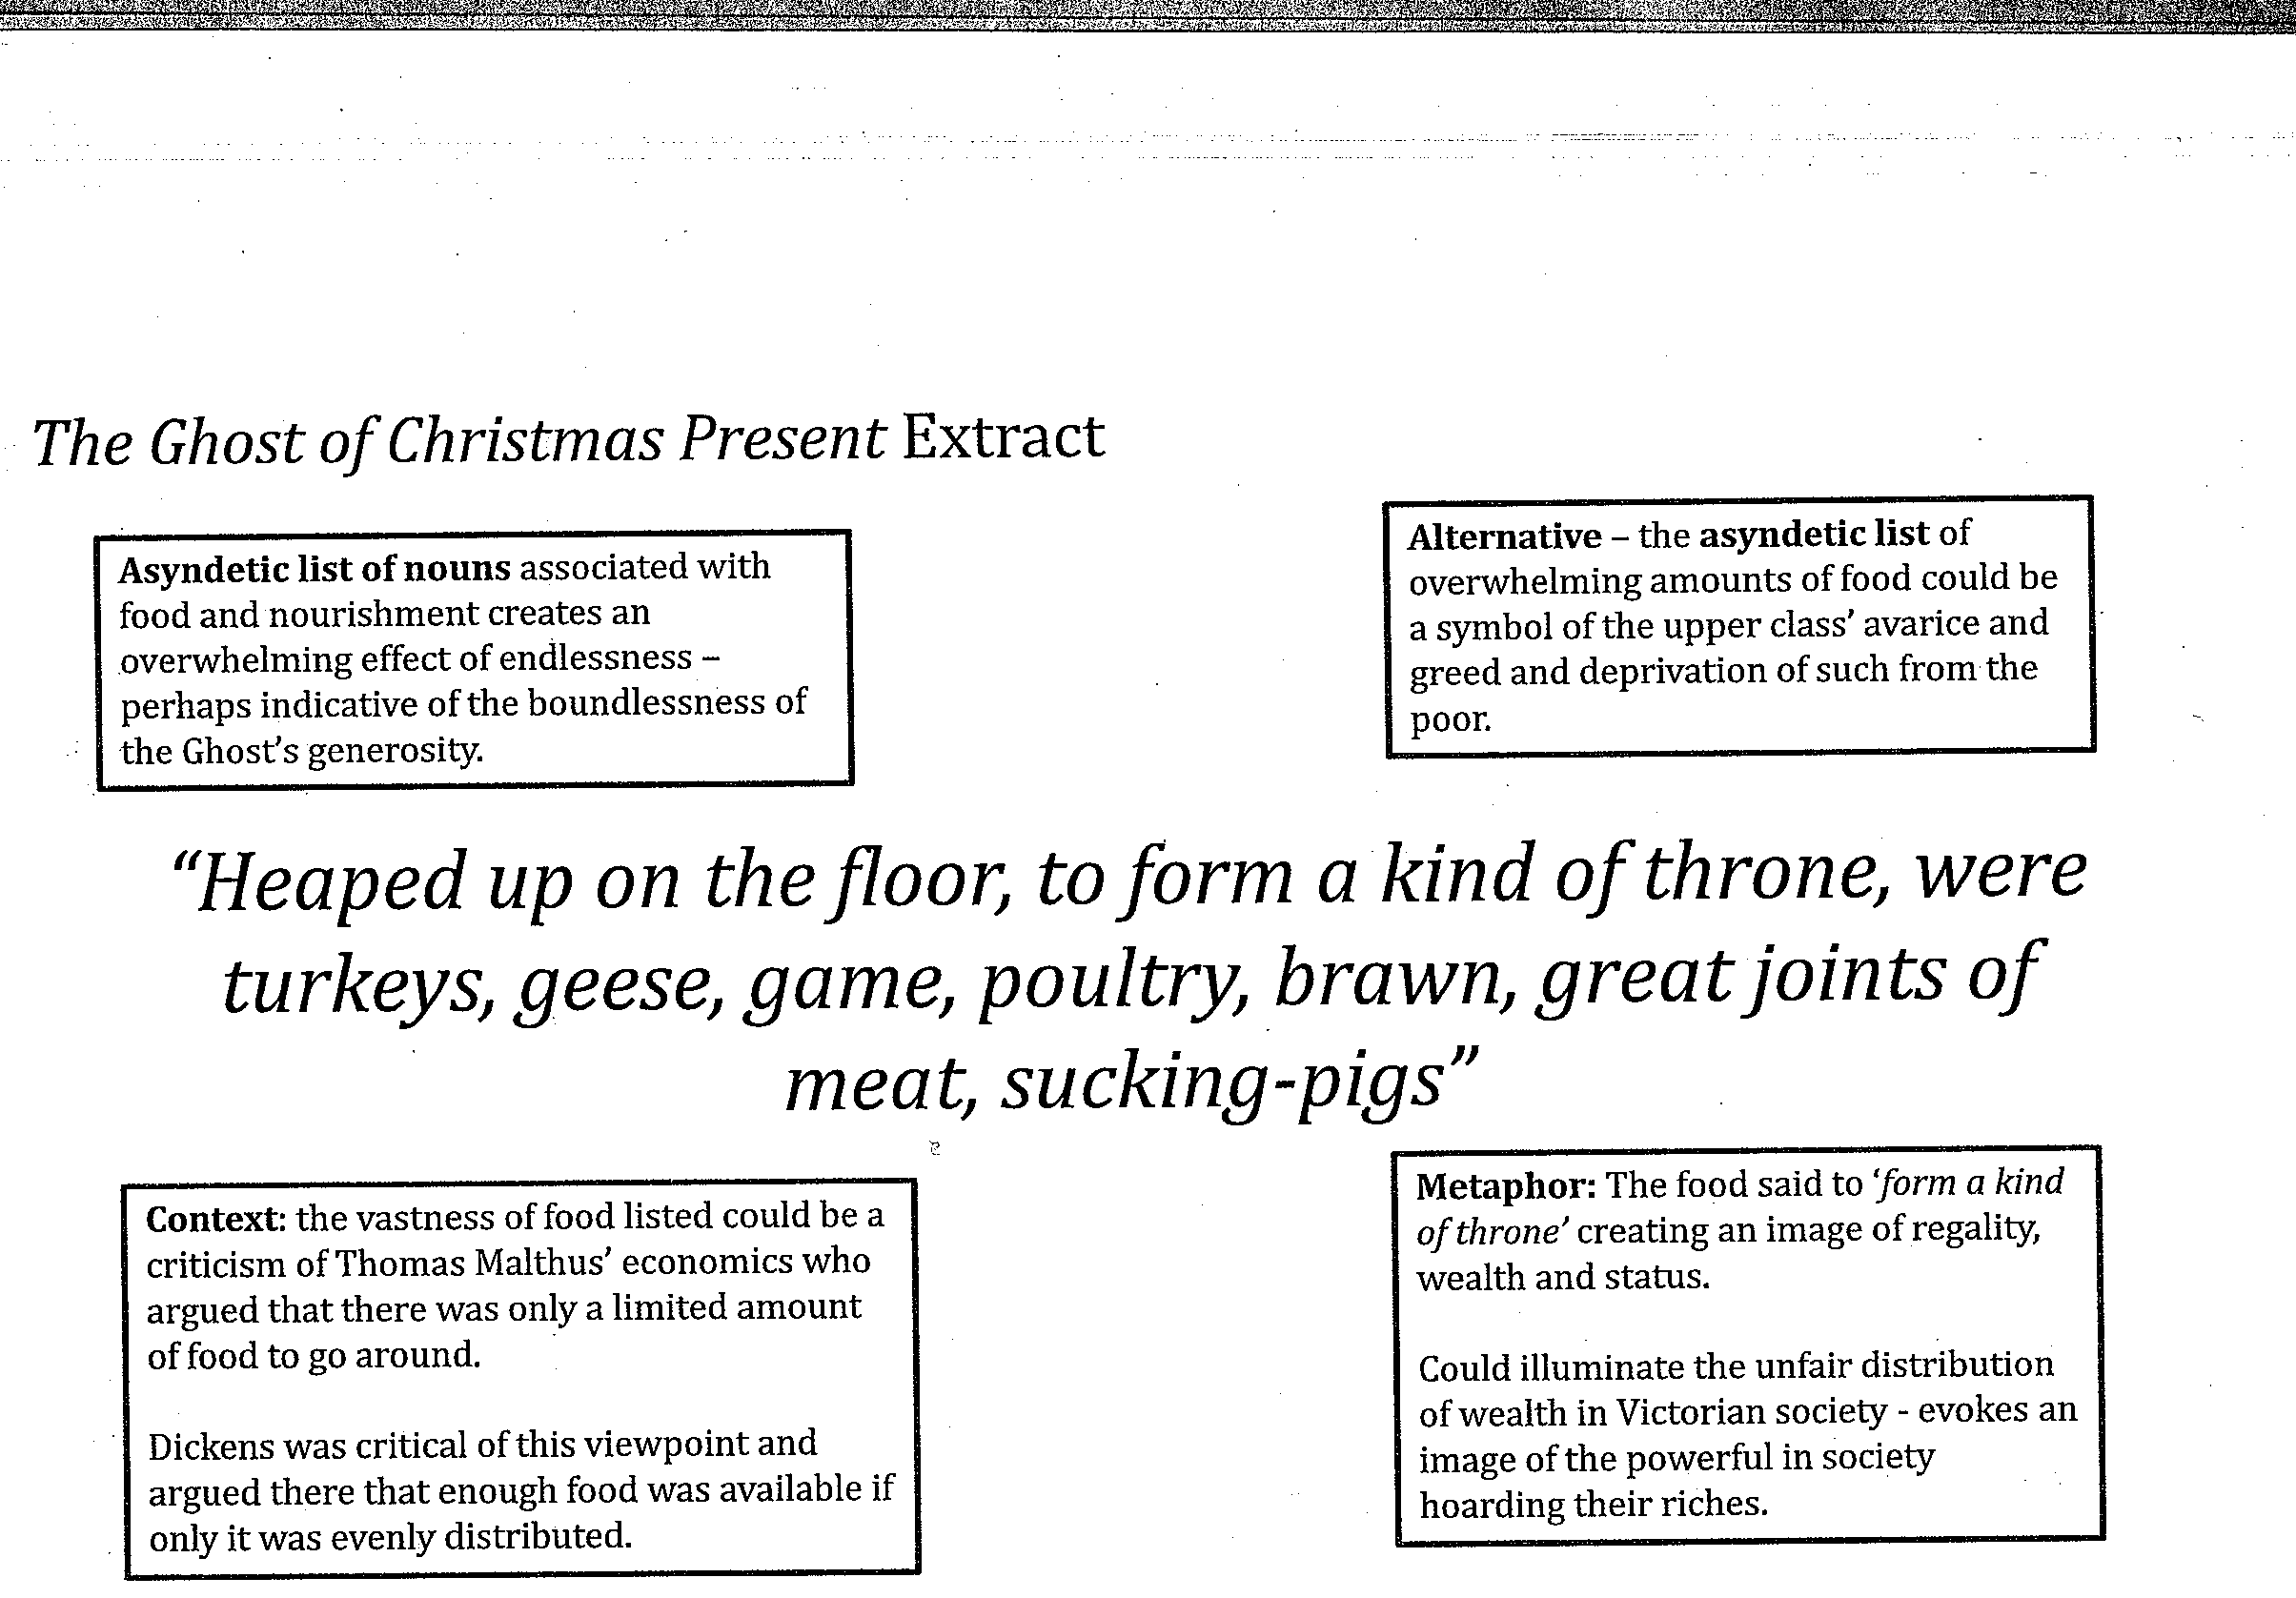 The Ghost of Christmas Present Extract
Asyndetic list of nouns associated with
food and nourishment creates an
overwhelming effect of endlessness –
perhaps indicative of the boundlessness of
the Ghost's generosity.
Alternative – the asyndetic list of
overwhelming amounts of food could be
a symbol of the upper class' avarice and
greed and deprivation of such from the
poor.
“Heaped up on the floor, to form a kind of throne, were
turkeys, geese, game, poultry, brawn, great joints of
meat, sucking-pigs”
Context: the vastness of food listed could be a
criticism of Thomas Malthus' economics who
argued that there was only a limited amount
of food to go around.
Dickens was critical of this viewpoint and
argued there that enough food was available if
only it was evenly distributed.
Metaphor: The food said to ‘form a kind
of throne’ creating an image of regality,
wealth and status.
Could illuminate the unfair distribution
of wealth in Victorian society - evokes an
image of the powerful in society
hoarding their riches.